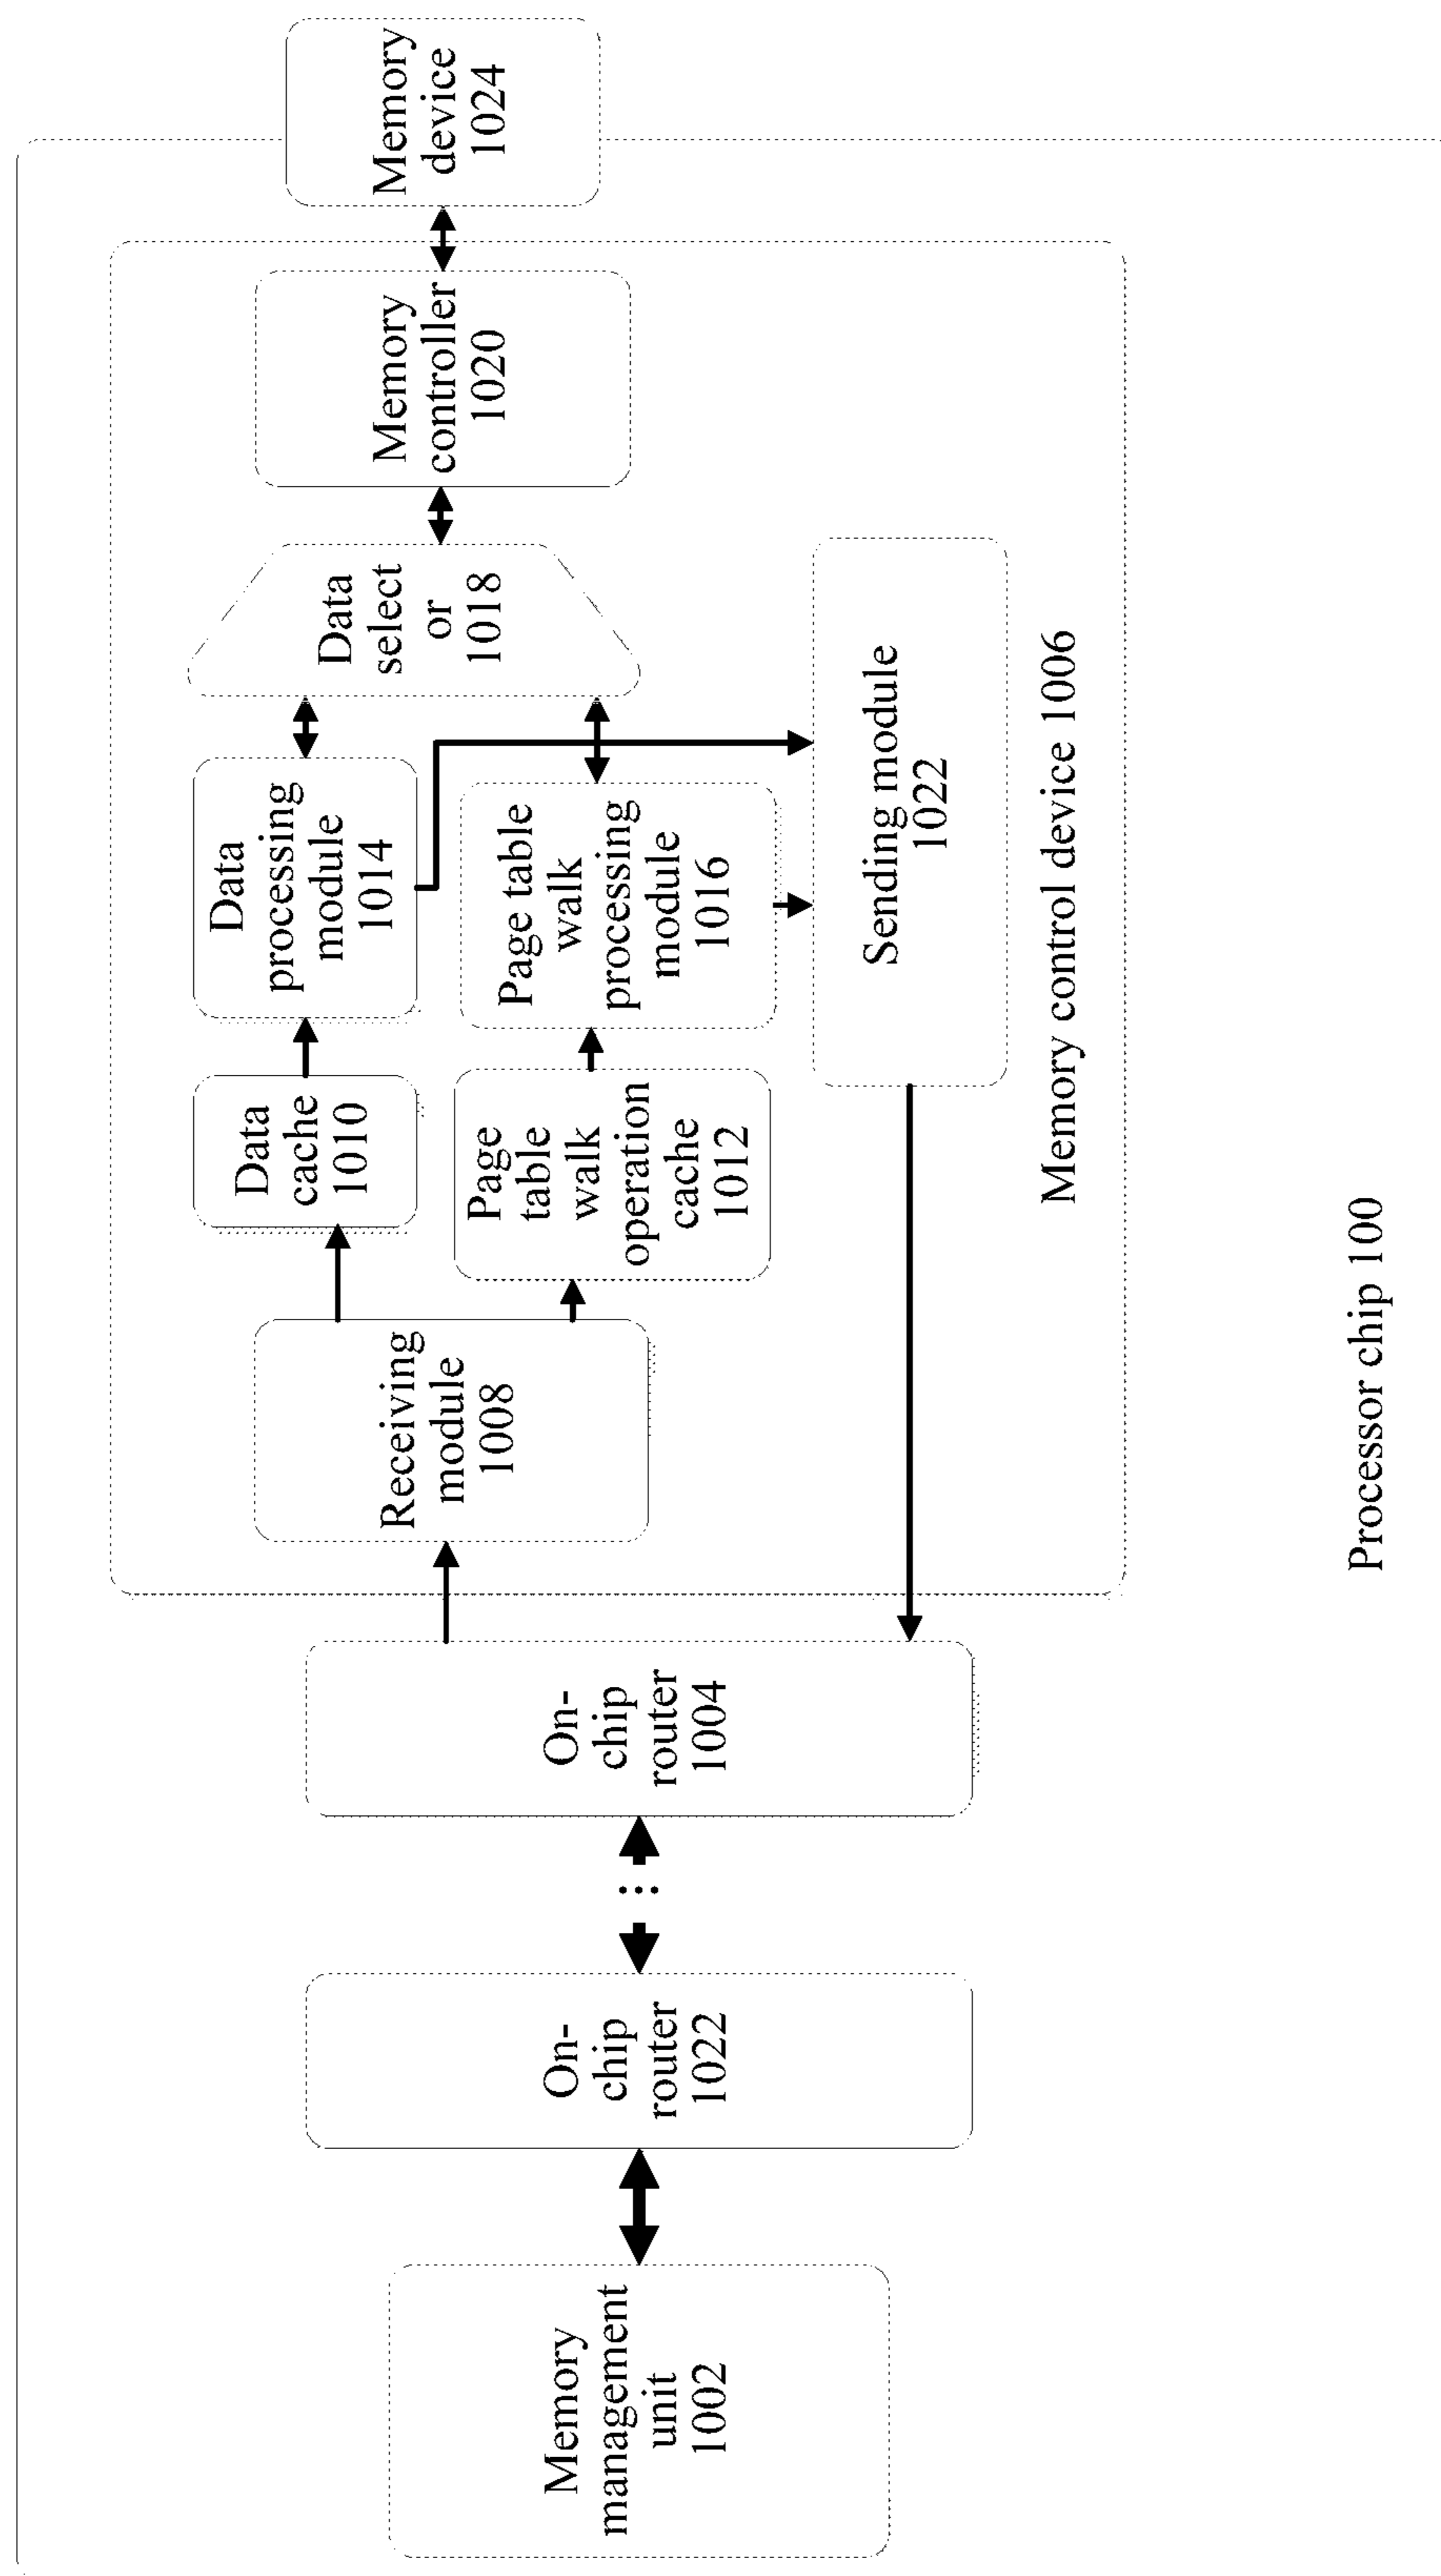 Memory
management
unit
1002
On-
chip
router
1022
On-
chip
router
1004
Receiving
module
1008
Data
cache
1010
Page
table
walk
operation
cache
1012
Data
processing
module
1014
Page table
walk
processing
module
1016
Data
select
or
1018
Memory
controller
1020
Memory
device
1024
Sending module
1022
Memory control device 1006
Processor chip 100